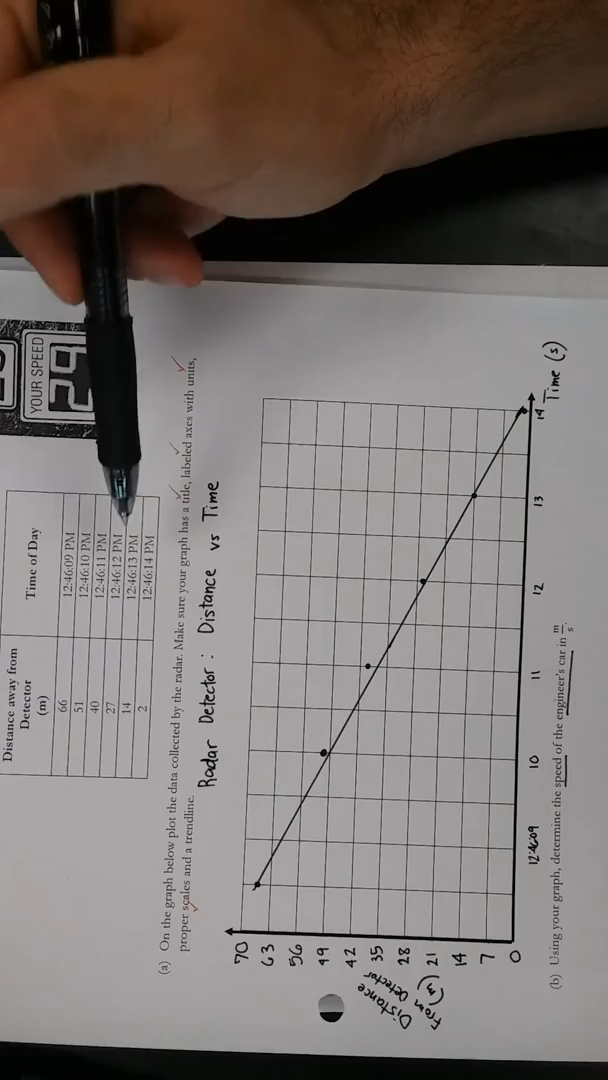 YOUR SPEED
29
Distance away from
Detector
(m)
Time of Day
66 12:46:09 PM
51 12:46:10 PM
40 12:46:11 PM
27 12:46:12 PM
14 12:46:13 PM
2 12:46:14 PM
(a) On the graph below plot the data collected by the radar. Make sure your graph has a title, labeled axes with units,
proper scales and a trendline.
Radar Detector : Distance vs Time
70
63
56
49
42
35
28
21
14
7
0
Distance
From Detector
(m)
12:46:09 10 11 12 13 14
Time (s)
(b) Using your graph, determine the speed of the engineer's car in m/s.